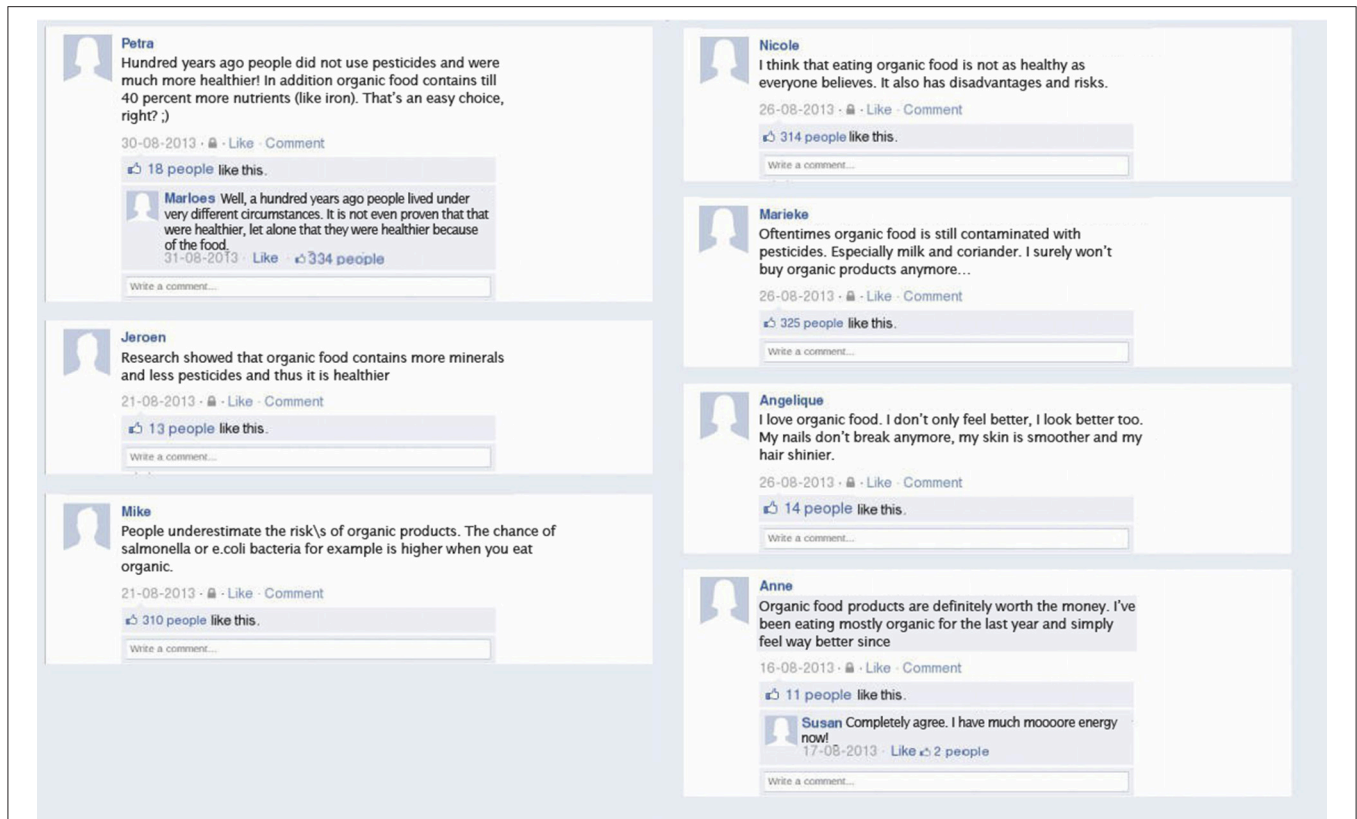 Petra
Hundred years ago people did not use pesticides and were
much more healthier! In addition organic food contains till
40 percent more nutrients (like iron). That's an easy choice,
right? ;)
30-08-2013 · Like · Comment
18 people like this.
Marloes Well, a hundred years ago people lived under
very different circumstances. It is not even proven that that
were healthier, let alone that they were healthier because
of the food.
31-08-2013 · Like · 334 people
Write a comment...
Jeroen
Research showed that organic food contains more minerals
and less pesticides and thus it is healthier
21-08-2013 · Like · Comment
13 people like this.
Write a comment...
Mike
People underestimate the risk\s of organic products. The chance of
salmonella or e.coli bacteria for example is higher when you eat
organic.
21-08-2013 · Like · Comment
310 people like this.
Write a comment...
Nicole
I think that eating organic food is not as healthy as
everyone believes. It also has disadvantages and risks.
26-08-2013 · Like · Comment
314 people like this.
Write a comment...
Marieke
Oftentimes organic food is still contaminated with
pesticides. Especially milk and coriander. I surely won't
buy organic products anymore...
26-08-2013 · Like · Comment
325 people like this.
Write a comment...
Angelique
I love organic food. I don't only feel better, I look better too.
My nails don't break anymore, my skin is smoother and my
hair shinier.
26-08-2013 · Like · Comment
14 people like this.
Write a comment...
Anne
Organic food products are definitely worth the money. I've
been eating mostly organic for the last year and simply
feel way better since
16-08-2013 · Like · Comment
11 people like this.
Susan Completely agree. I have much moooore energy
now!
17-08-2013 · Like 2 people
Write a comment...